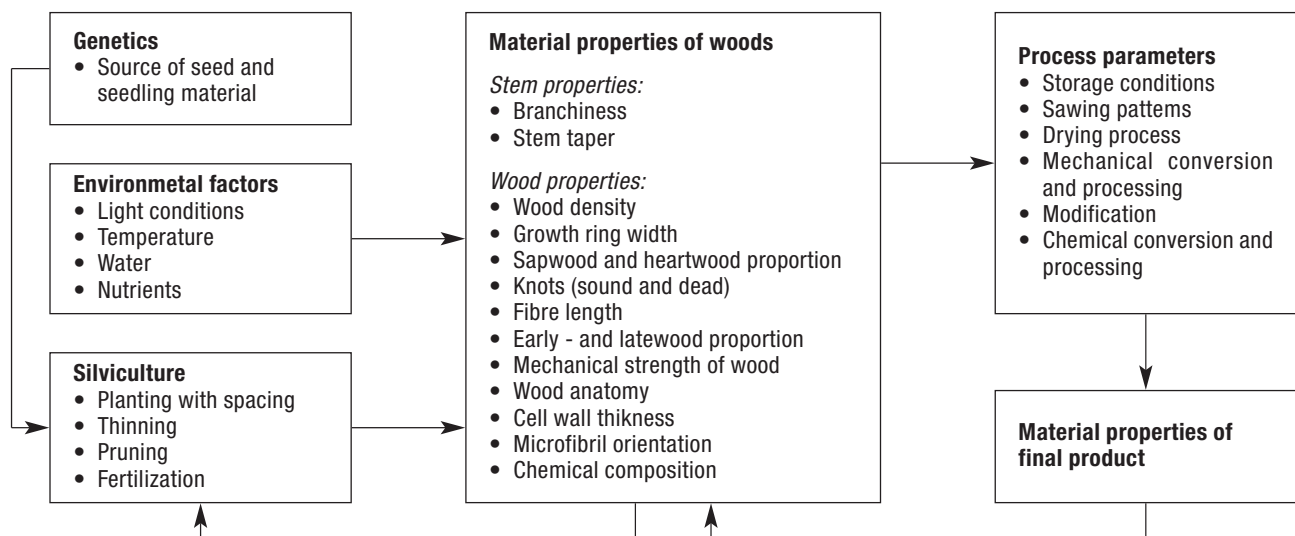 Genetics
• Source of seed and
seedling material
Environmetal factors
• Light conditions
• Temperature
• Water
• Nutrients
Silviculture
• Planting with spacing
• Thinning
• Pruning
• Fertilization
Material properties of woods
Stem properties:
• Branchiness
• Stem taper
Wood properties:
• Wood density
• Growth ring width
• Sapwood and heartwood proportion
• Knots (sound and dead)
• Fibre length
• Early - and latewood proportion
• Mechanical strength of wood
• Wood anatomy
• Cell wall thikness
• Microfibril orientation
• Chemical composition
Process parameters
• Storage conditions
• Sawing pattems
• Drying process
• Mechanical conversion
and processing
• Modification
• Chemical conversion and
processing
Material properties of
final product